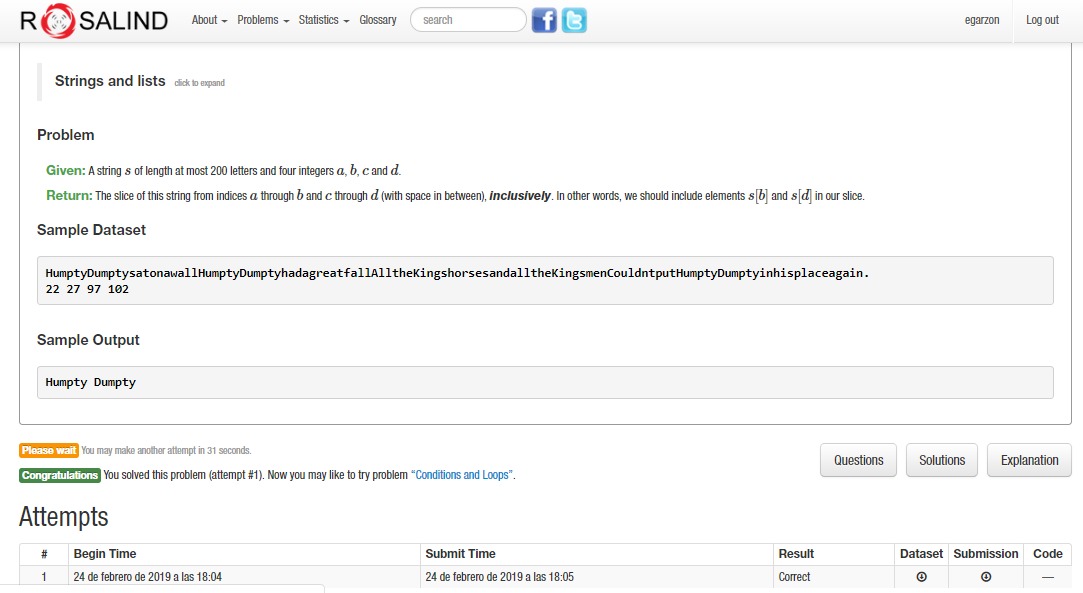 ROSALIND About Problems Statistics Glossary search f t egarzon Log out
Strings and lists click to expand
Problem
Given: A string s of length at most 200 letters and four integers a, b, c and d.
Return: The slice of this string from indices a through b and c through d (with space in between), inclusively. In other words, we should include elements s[b] and s[d] in our slice.
Sample Dataset
HumptyDumptysatonawallHumptyDumptyhadagreatfallAlltheKingshorsesandalltheKingsmenCouldntputHumptyDumptyinhisplaceagain.
22 27 97 102
Sample Output
Humpty Dumpty
Please wait You may make another attempt in 31 seconds.
Congratulations You solved this problem (attempt #1). Now you may like to try problem “Conditions and Loops”.
Questions Solutions Explanation
Attempts
# Begin Time Submit Time Result Dataset Submission Code
1 24 de febrero de 2019 a las 18:04 24 de febrero de 2019 a las 18:05 Correct —